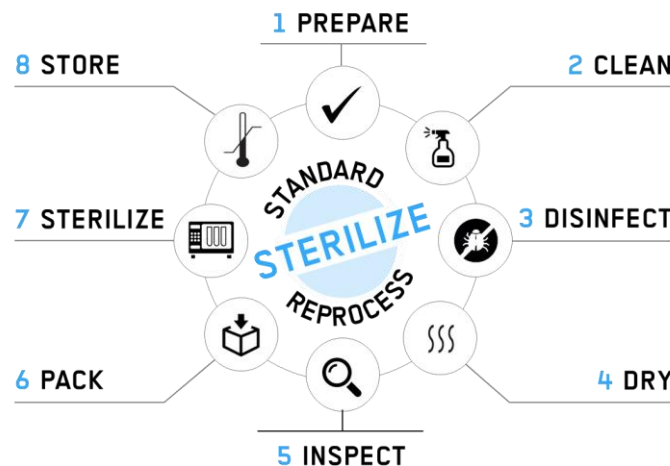 1 PREPARE
2 CLEAN
3 DISINFECT
4 DRY
5 INSPECT
6 PACK
7 STERILIZE
8 STORE
STANDARD
STERILIZE
REPROCESS